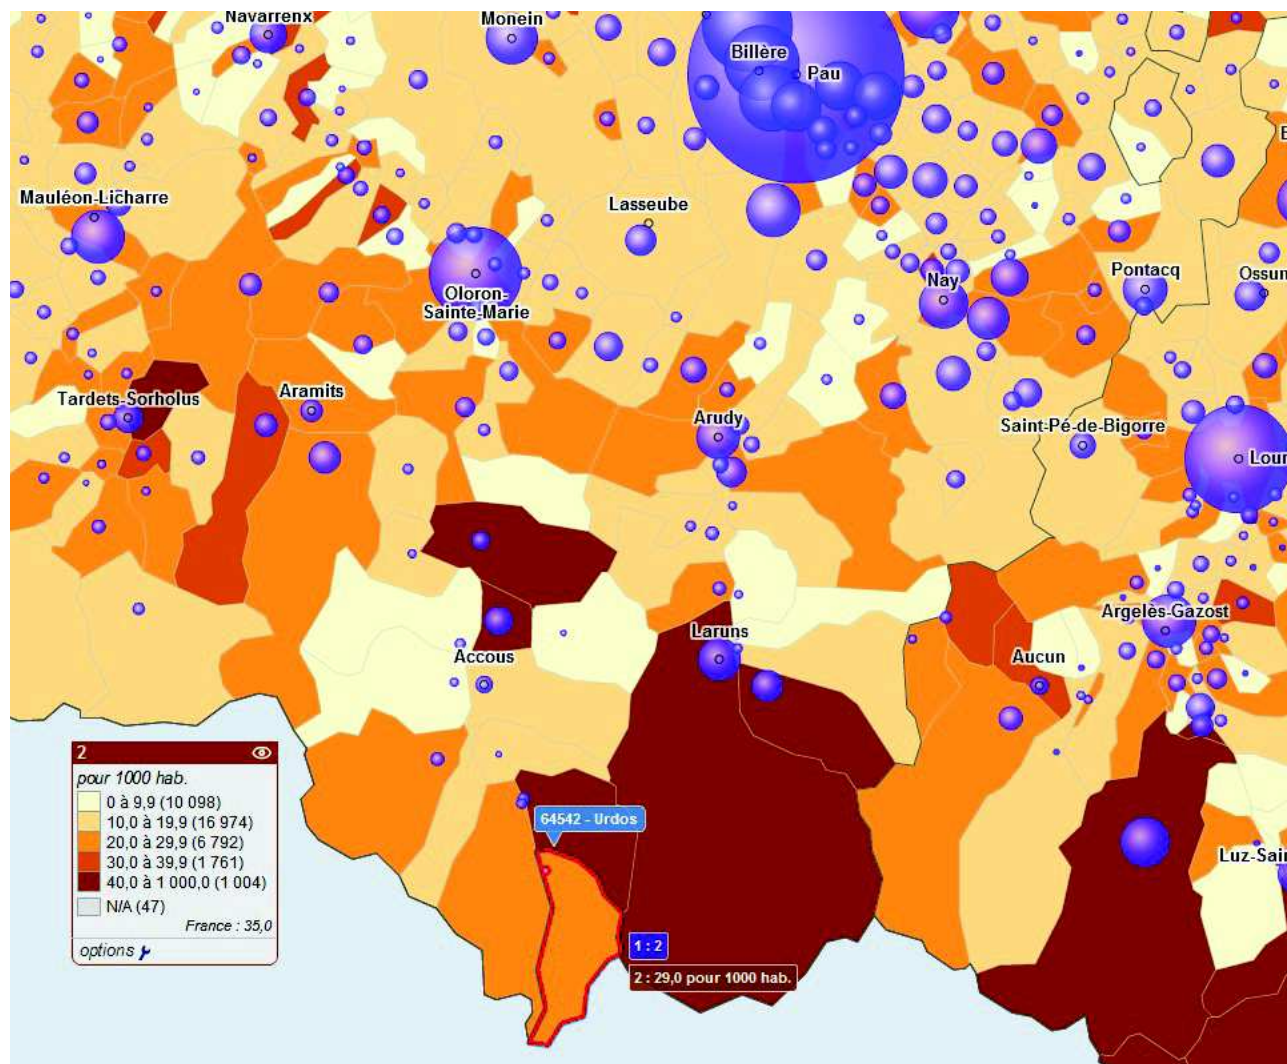 Navarrenx
Monein
Billère
Pau
Mauléon-Licharre
Lasseube
Oloron-
Sainte-Marie
Nay
Pontacq
Ossun
Tardets-Sorholus
Aramits
Arudy
Saint-Pé-de-Bigorre
Lour
Argelès-Gazost
Laruns
Accous
Aucun
2
pour 1000 hab.
0 à 9,9 (10 098)
10,0 à 19,9 (16 974)
20,0 à 29,9 (6 792)
30,0 à 39,9 (1 761)
40,0 à 1 000,0 (1 004)
N/A (47)
France : 35,0
options
64542 - Urdos
Luz-Sain
1 : 2
2 : 29,0 pour 1000 hab.